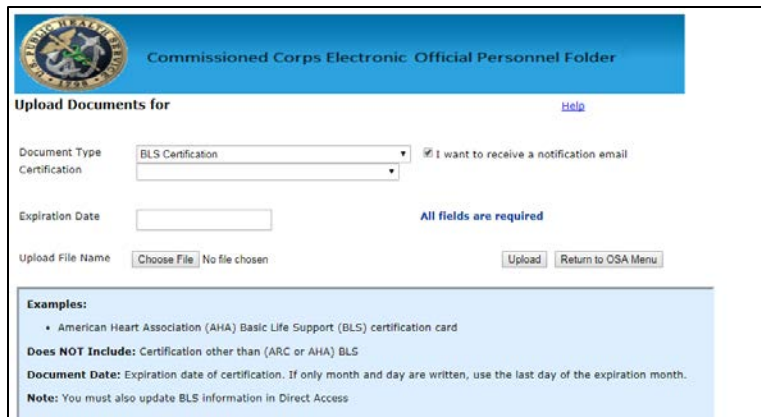 U.S. PUBLIC HEALTH SERVICE
1798
Commissioned Corps Electronic Official Personnel Folder
Upload Documents for
Help
Document Type
BLS Certification
I want to receive a notification email
Certification
Expiration Date
All fields are required
Upload File Name
Choose File No file chosen
Upload
Return to OSA Menu
Examples:
• American Heart Association (AHA) Basic Life Support (BLS) certification card
Does NOT Include: Certification other than (ARC or AHA) BLS
Document Date: Expiration date of certification. If only month and day are written, use the last day of the expiration month.
Note: You must also update BLS information in Direct Access